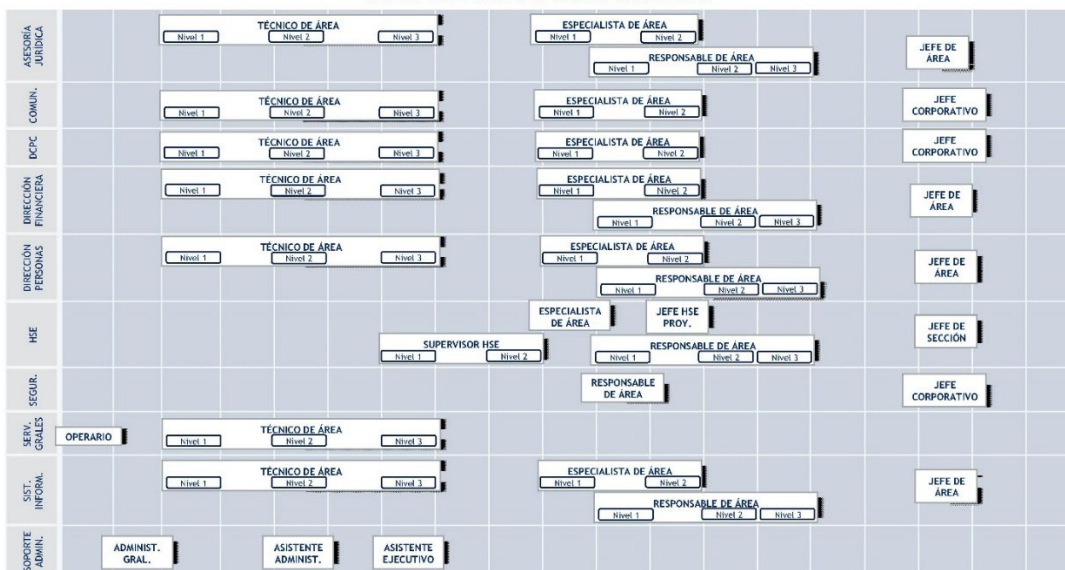 ASESORÍA
JURÍDICA
TÉCNICO DE ÁREA
Nivel 1
Nivel 2
Nivel 3
ESPECIALISTA DE ÁREA
Nivel 1
Nivel 2
RESPONSABLE DE ÁREA
Nivel 1
Nivel 2
Nivel 3
JEFE DE
ÁREA
COMUN.
TÉCNICO DE ÁREA
Nivel 1
Nivel 2
Nivel 3
ESPECIALISTA DE ÁREA
Nivel 1
Nivel 2
JEFE
CORPORATIVO
DCPC
TÉCNICO DE ÁREA
Nivel 1
Nivel 2
Nivel 3
ESPECIALISTA DE ÁREA
Nivel 1
Nivel 2
JEFE
CORPORATIVO
DIRECCIÓN
FINANCIERA
TÉCNICO DE ÁREA
Nivel 1
Nivel 2
Nivel 3
ESPECIALISTA DE ÁREA
Nivel 1
Nivel 2
RESPONSABLE DE ÁREA
Nivel 1
Nivel 2
Nivel 3
JEFE DE
ÁREA
DIRECCIÓN
PERSONAS
TÉCNICO DE ÁREA
Nivel 1
Nivel 2
Nivel 3
ESPECIALISTA DE ÁREA
Nivel 1
Nivel 2
RESPONSABLE DE ÁREA
Nivel 1
Nivel 2
Nivel 3
JEFE DE
ÁREA
HSE
ESPECIALISTA
DE ÁREA
JEFE HSE
PROY.
SUPERVISOR HSE
Nivel 1
Nivel 2
RESPONSABLE DE ÁREA
Nivel 1
Nivel 2
Nivel 3
JEFE DE
SECCIÓN
SEGUR.
RESPONSABLE
DE ÁREA
JEFE
CORPORATIVO
SERV.
GRALES
OPERARIO
TÉCNICO DE ÁREA
Nivel 1
Nivel 2
Nivel 3
SIST.
INFORM.
TÉCNICO DE ÁREA
Nivel 1
Nivel 2
Nivel 3
ESPECIALISTA DE ÁREA
Nivel 1
Nivel 2
RESPONSABLE DE ÁREA
Nivel 1
Nivel 2
Nivel 3
JEFE DE
ÁREA
SOPORTE
ADMIN.
ADMINIST.
GRAL.
ASISTENTE
ADMINIST.
ASISTENTE
EJECUTIVO